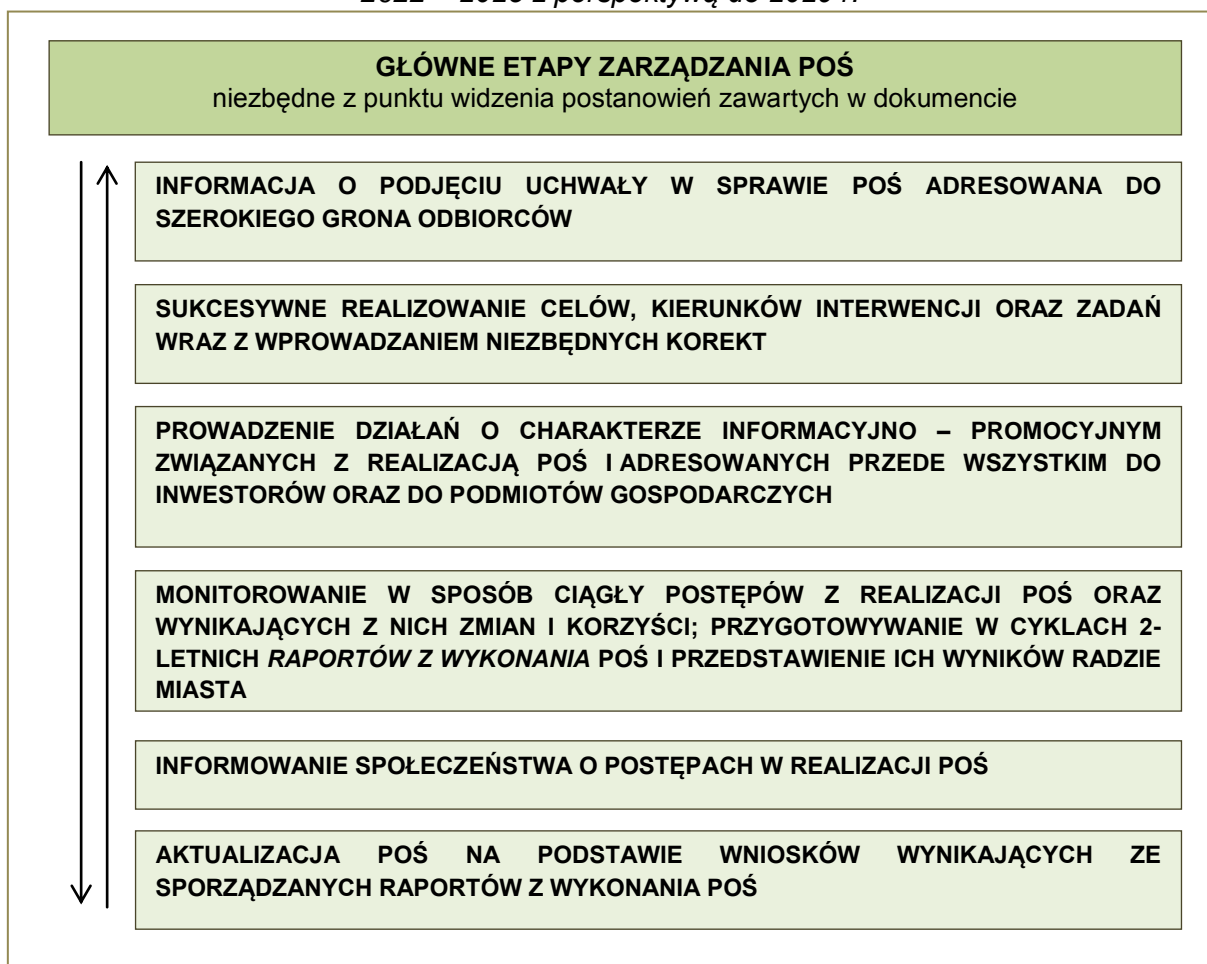 GŁÓWNE ETAPY ZARZĄDZANIA POŚ
niezbędne z punktu widzenia postanowień zawartych w dokumencie
INFORMACJA O PODJĘCIU UCHWAŁY W SPRAWIE POŚ ADRESOWANA DO
SZEROKIEGO GRONA ODBIORCÓW
SUKCESYWNE REALIZOWANIE CELÓW, KIERUNKÓW INTERWENCJI ORAZ ZADAŃ
WRAZ Z WPROWADZANIEM NIEZBĘDNYCH KOREKT
PROWADZENIE DZIAŁAŃ O CHARAKTERZE INFORMACYJNO – PROMOCYJNYM
ZWIĄZANYCH Z REALIZACJĄ POŚ I ADRESOWANYCH PRZEDE WSZYSTKIM DO
INWESTORÓW ORAZ DO PODMIOTÓW GOSPODARCZYCH
MONITOROWANIE W SPOSÓB CIĄGŁY POSTĘPÓW Z REALIZACJI POŚ ORAZ
WYNIKAJĄCYCH Z NICH ZMIAN I KORZYŚCI; PRZYGOTOWYWANIE W CYKLACH 2-
LETNICH RAPORTÓW Z WYKONANIA POŚ I PRZEDSTAWIENIE ICH WYNIKÓW RADZIE
MIASTA
INFORMOWANIE SPOŁECZEŃSTWA O POSTĘPACH W REALIZACJI POŚ
AKTUALIZACJA POŚ NA PODSTAWIE WNIOSKÓW WYNIKAJĄCYCH ZE
SPORZĄDZANYCH RAPORTÓW Z WYKONANIA POŚ